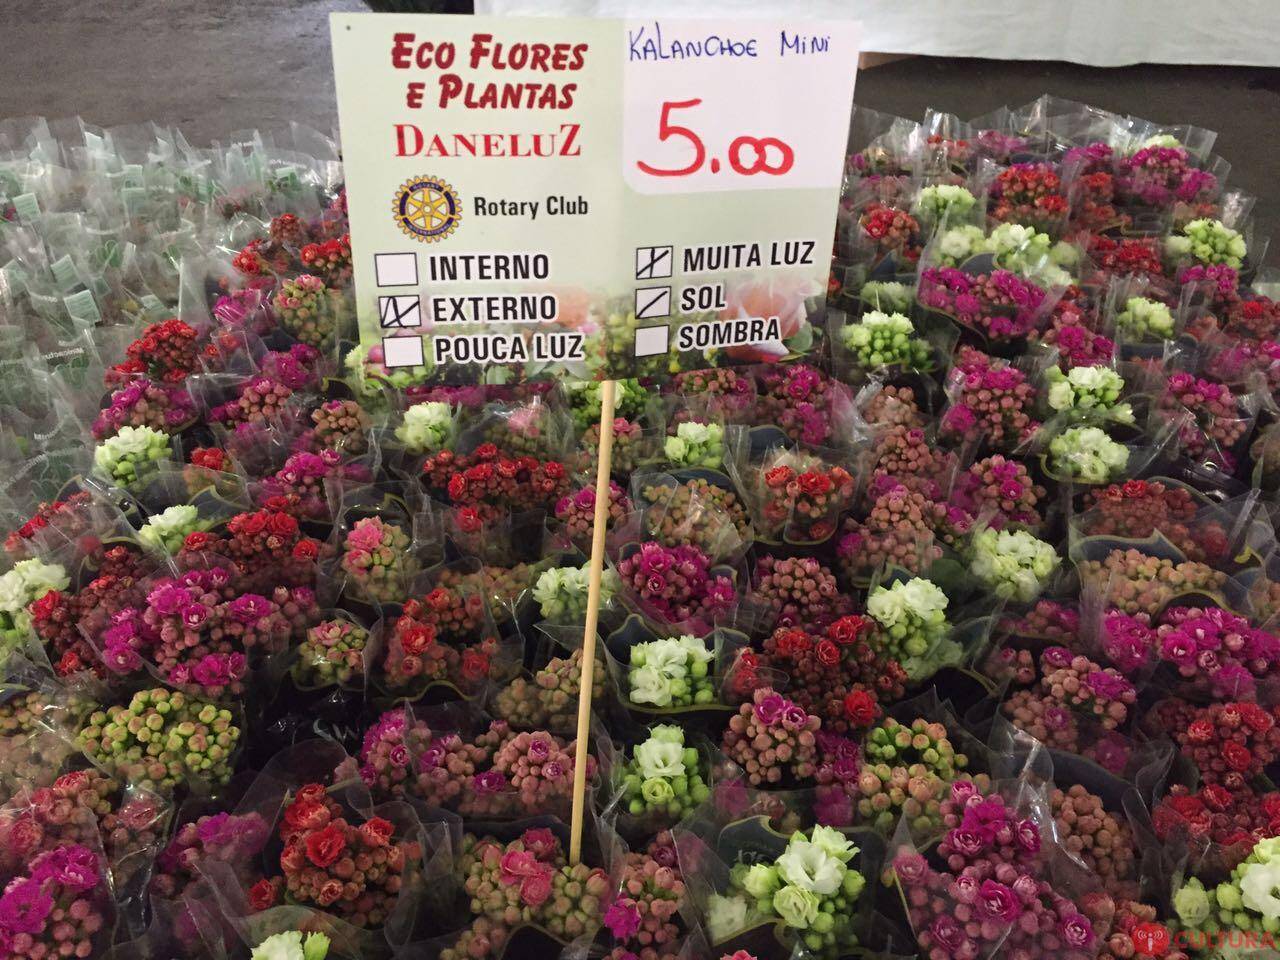 Eco Flores
e Plantas
DANELUZ
Rotary Club
KALANCHOE MINI
5.00
INTERNO
EXTERNO
POUCA LUZ
MUITA LUZ
SOL
SOMBRA
CULTURA